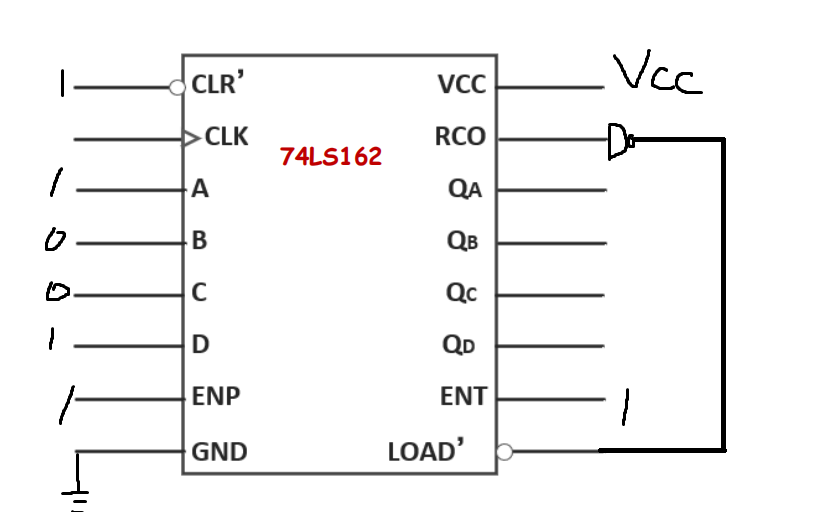 1 CLR’ VCC Vcc
CLK RCO
74LS162
1 A QA
0 B QB
0 C QC
1 D QD
1 ENP ENT 1
GND LOAD’